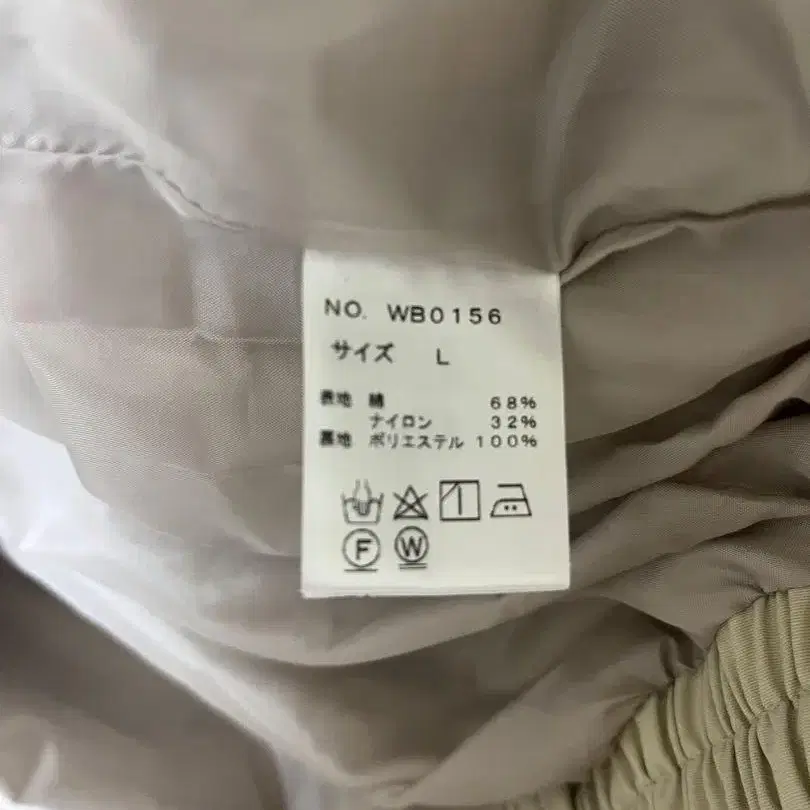 NO. WB0156
サイズ L
表地 綿 68%
ナイロン 32%
裏地 ポリエステル 100%
F W